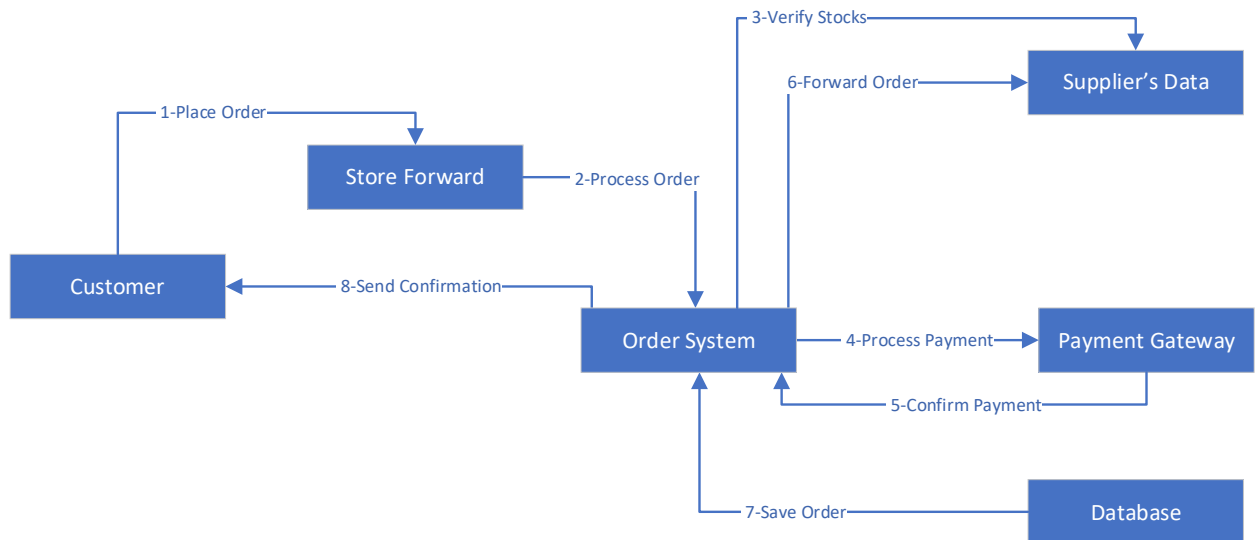 3-Verify Stocks
6-Forward Order
Supplier’s Data
1-Place Order
Store Forward
2-Process Order
Customer
8-Send Confirmation
Order System
4-Process Payment
Payment Gateway
5-Confirm Payment
7-Save Order
Database